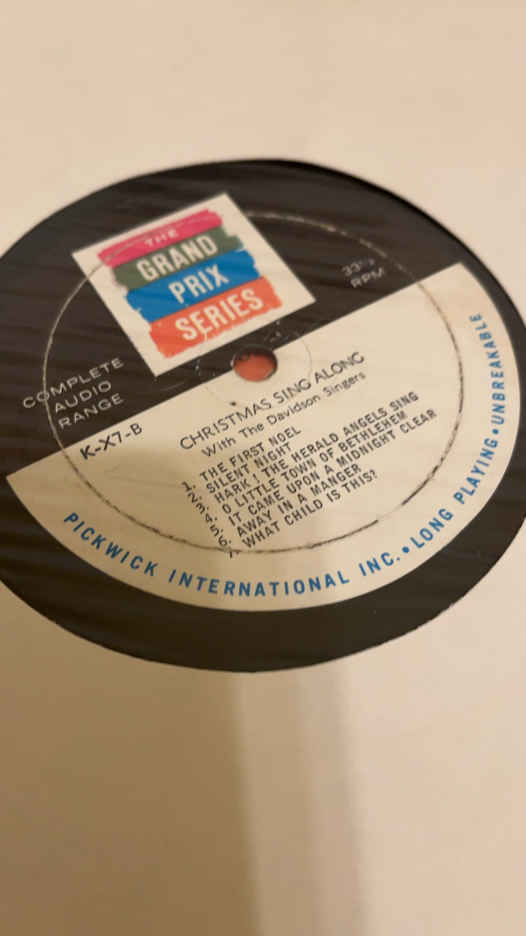 THE
GRAND
PRIX
SERIES
33⅓
RPM
COMPLETE
AUDIO
RANGE
K-X7-B
CHRISTMAS SING ALONG
With The Davidson Singers
1. THE FIRST NOEL
2. SILENT NIGHT
3. HARK! THE HERALD ANGELS SING
4. O LITTLE TOWN OF BETHLEHEM
5. IT CAME UPON A MIDNIGHT CLEAR
6. AWAY IN A MANGER
7. WHAT CHILD IS THIS?
PICKWICK INTERNATIONAL INC. • LONG PLAYING • UNBREAKABLE